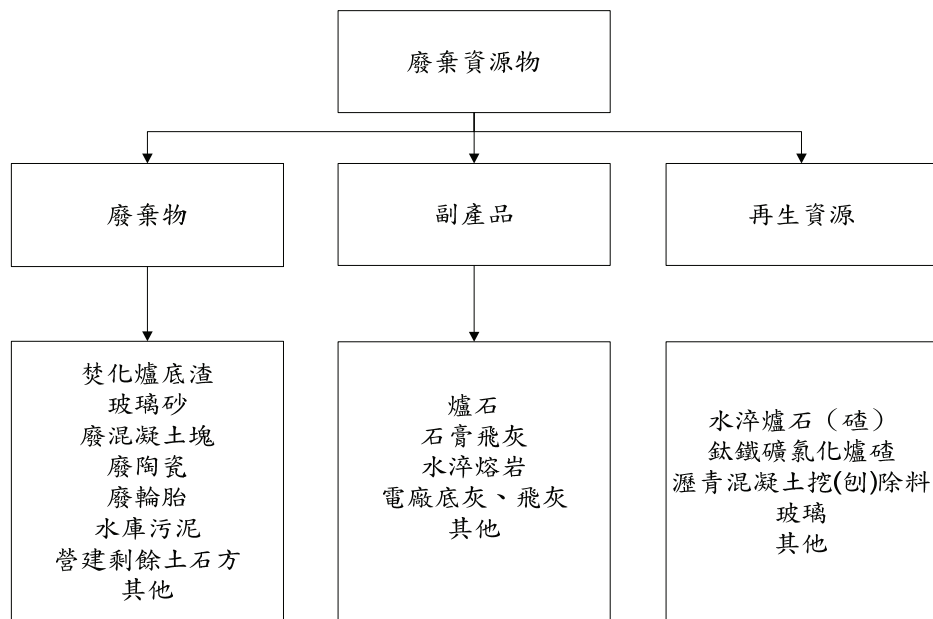 廢棄資源物
廢棄物
副產品
再生資源
焚化爐底渣
玻璃砂
廢混凝土塊
廢陶瓷
廢輪胎
水庫污泥
營建剩餘土石方
其他
爐石
石膏飛灰
水淬熔岩
電廠底灰、飛灰
其他
水淬爐石（碴）
鈦鐵礦氯化爐碴
瀝青混凝土挖(刨)除料
玻璃
其他